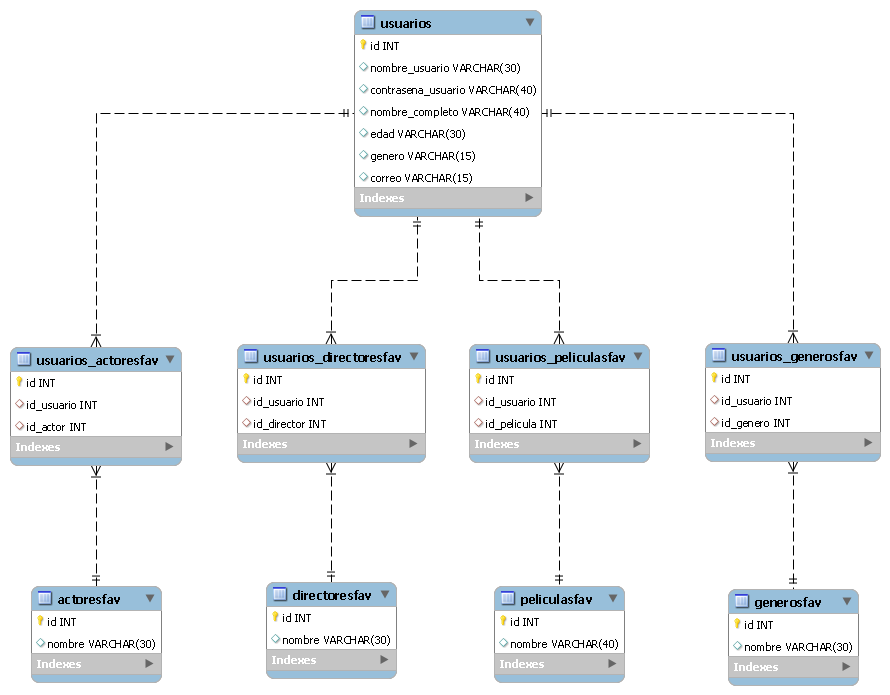 usuarios
id INT
nombre_usuario VARCHAR(30)
contrasena_usuario VARCHAR(40)
nombre_completo VARCHAR(40)
edad VARCHAR(30)
genero VARCHAR(15)
correo VARCHAR(15)
Indexes
usuarios_actoresfav
id INT
id_usuario INT
id_actor INT
Indexes
usuarios_directoresfav
id INT
id_usuario INT
id_director INT
Indexes
usuarios_peliculasfav
id INT
id_usuario INT
id_pelicula INT
Indexes
usuarios_generosfav
id INT
id_usuario INT
id_genero INT
Indexes
actoresfav
id INT
nombre VARCHAR(30)
Indexes
directoresfav
id INT
nombre VARCHAR(30)
Indexes
peliculasfav
id INT
nombre VARCHAR(40)
Indexes
generosfav
id INT
nombre VARCHAR(30)
Indexes